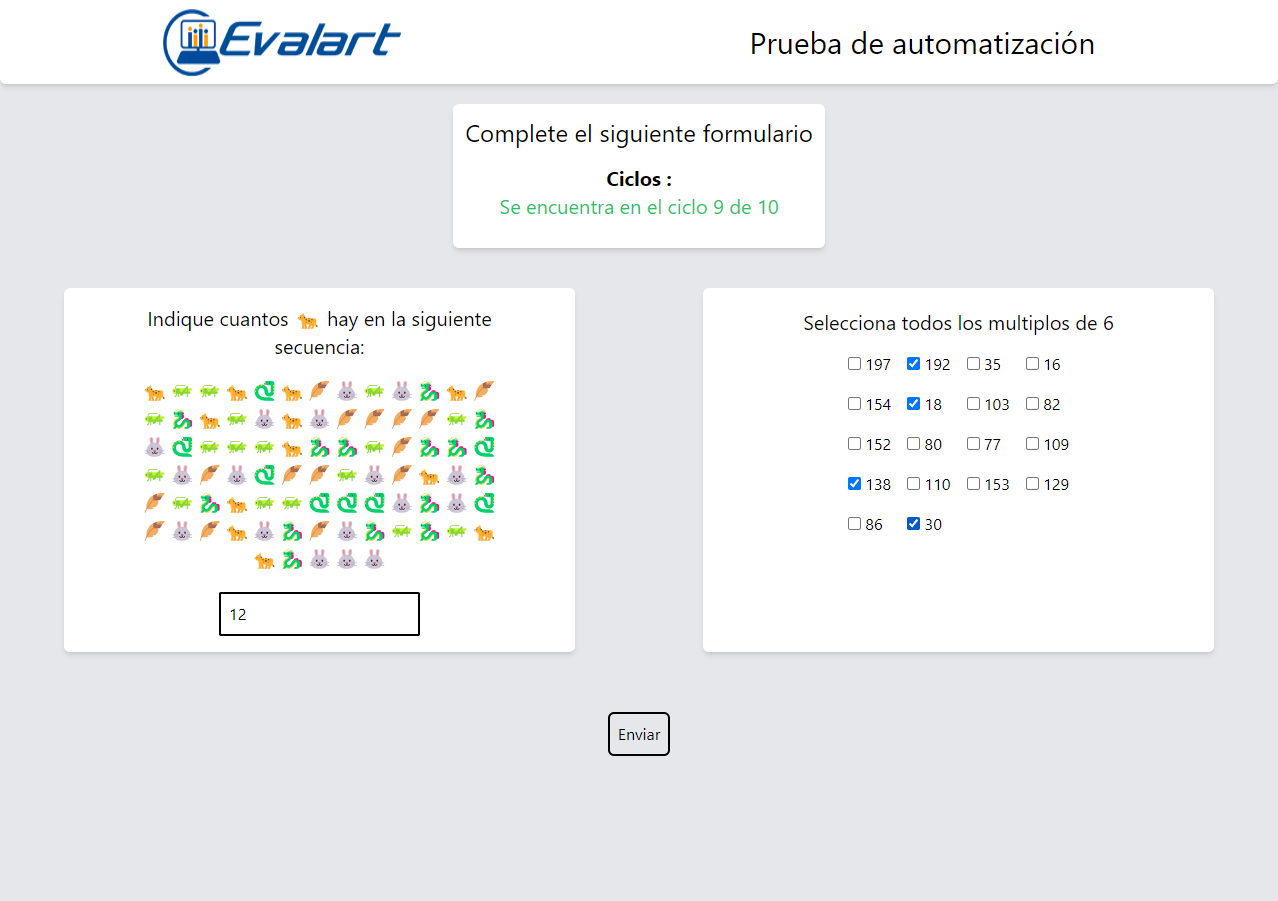 Evalart
Prueba de automatización
Complete el siguiente formulario
Ciclos :
Se encuentra en el ciclo 9 de 10
Indique cuantos 🐆 hay en la siguiente
secuencia:
12
Selecciona todos los multiplos de 6
197 192 35 16
154 18 103 82
152 80 77 109
138 110 153 129
86 30
Enviar